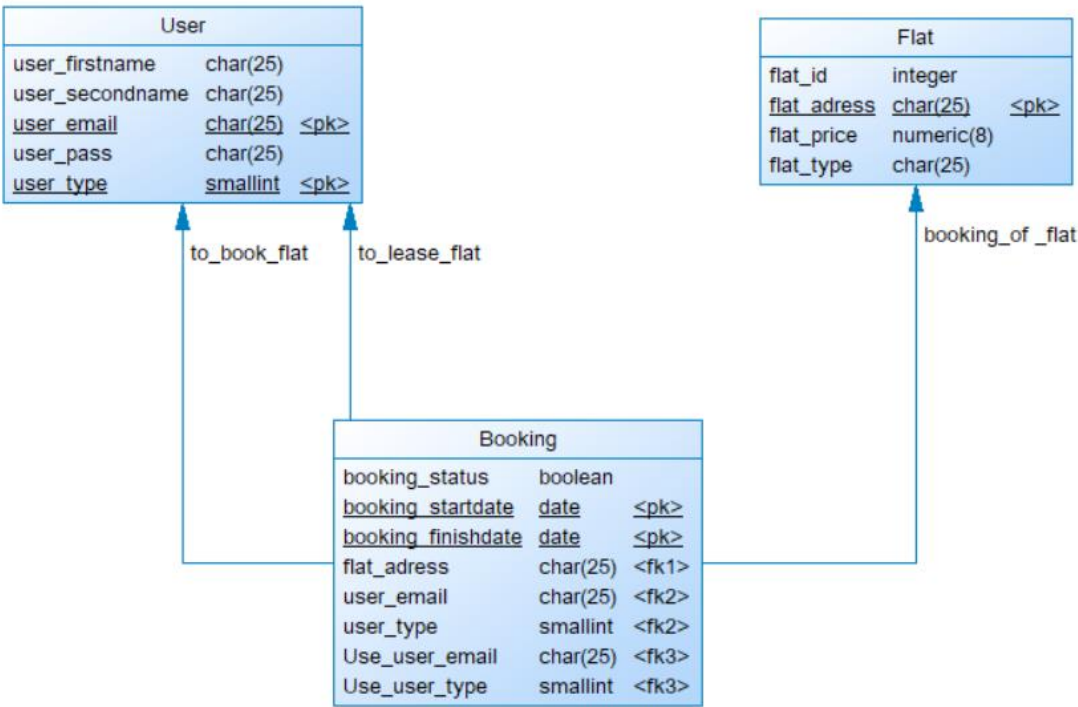 User
user_firstname char(25)
user_secondname char(25)
user_email char(25) <pk>
user_pass char(25)
user_type smallint <pk>
Flat
flat_id integer
flat_adress char(25) <pk>
flat_price numeric(8)
flat_type char(25)
to_book_flat
to_lease_flat
booking_of _flat
Booking
booking_status boolean
booking_startdate date <pk>
booking_finishdate date <pk>
flat_adress char(25) <fk1>
user_email char(25) <fk2>
user_type smallint <fk2>
Use_user_email char(25) <fk3>
Use_user_type smallint <fk3>